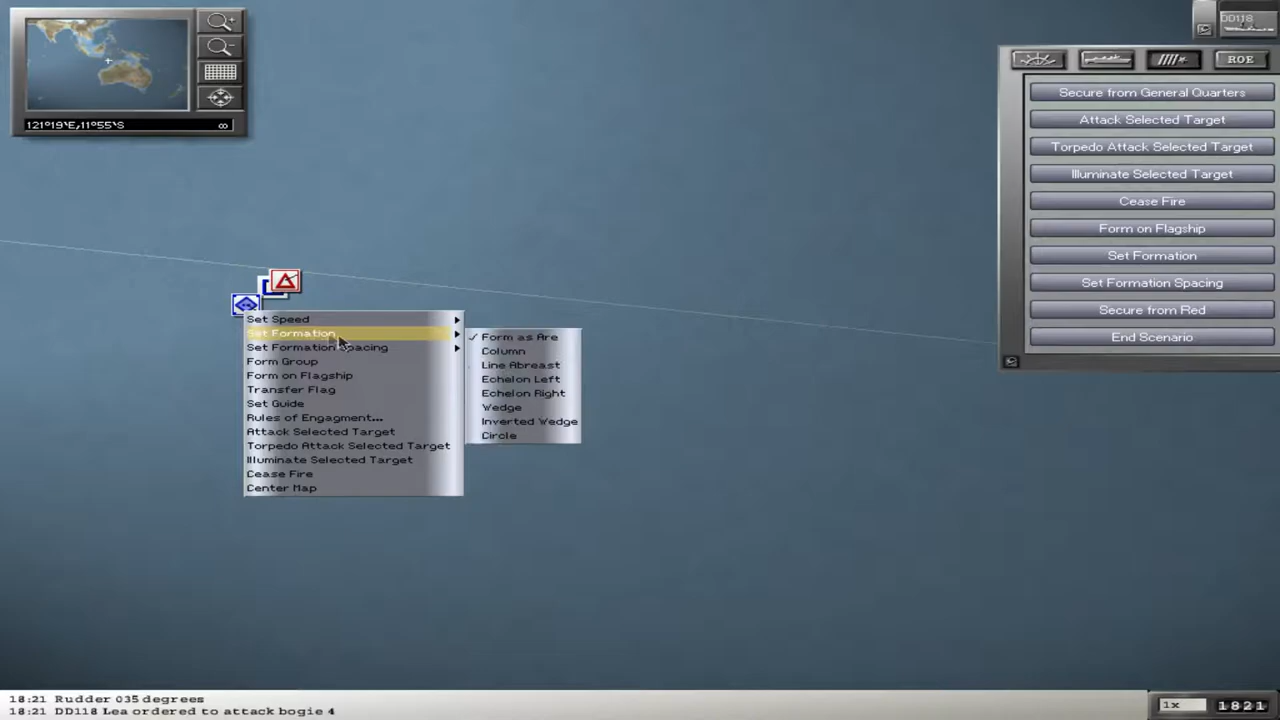 121°19'E,11°55'S
∞
DD118
ROE
Secure from General Quarters
Attack Selected Target
Torpedo Attack Selected Target
Illuminate Selected Target
Cease Fire
Form on Flagship
Set Formation
Set Formation Spacing
Secure from Red
End Scenario
Set Speed
Set Formation
Set Formation Spacing
Form Group
Form on Flagship
Transfer Flag
Set Guide
Rules of Engagment...
Attack Selected Target
Torpedo Attack Selected Target
Illuminate Selected Target
Cease Fire
Center Map
✓ Form as Are
Column
Line Abreast
Echelon Left
Echelon Right
Wedge
Inverted Wedge
Circle
18:21 Rudder 035 degrees
18:21 DD118 Lea ordered to attack bogie 4
1x
1821